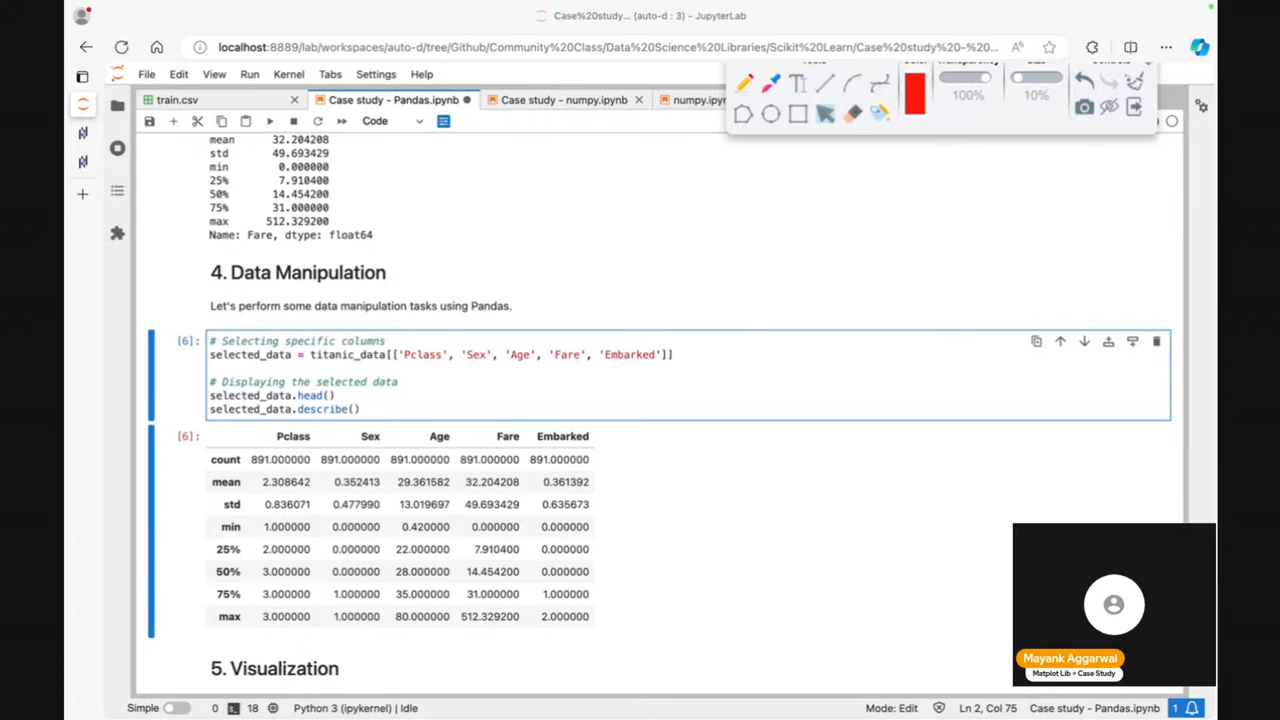 Case%20study... (auto-d : 3) - JupyterLab
localhost:8889/lab/workspaces/auto-d/tree/Github/Community%20Class/Data%20Science%20Libraries/Scikit%20Learn/Case%20study%20-%20...
File Edit View Run Kernel Tabs Settings Help
100% 10%
train.csv Case study - Pandas.ipynb Case study - numpy.ipynb numpy.ipyn
Code
mean 32.204208
std 49.693429
min 0.000000
25% 7.910400
50% 14.454200
75% 31.000000
max 512.329200
Name: Fare, dtype: float64
4. Data Manipulation
Let's perform some data manipulation tasks using Pandas.
[6]: # Selecting specific columns
selected_data = titanic_data[['Pclass', 'Sex', 'Age', 'Fare', 'Embarked']]
# Displaying the selected data
selected_data.head()
selected_data.describe()
[6]: Pclass Sex Age Fare Embarked
count 891.000000 891.000000 891.000000 891.000000 891.000000
mean 2.308642 0.352413 29.361582 32.204208 0.361392
std 0.836071 0.477990 13.019697 49.693429 0.635673
min 1.000000 0.000000 0.420000 0.000000 0.000000
25% 2.000000 0.000000 22.000000 7.910400 0.000000
50% 3.000000 0.000000 28.000000 14.454200 0.000000
75% 3.000000 1.000000 35.000000 31.000000 1.000000
max 3.000000 1.000000 80.000000 512.329200 2.000000
5. Visualization
Mayank Aggarwal
Matplot Lib + Case Study
Simple 0 18 Python 3 (ipykernel) | Idle Mode: Edit Ln 2, Col 75 Case study - Pandas.ipynb 1